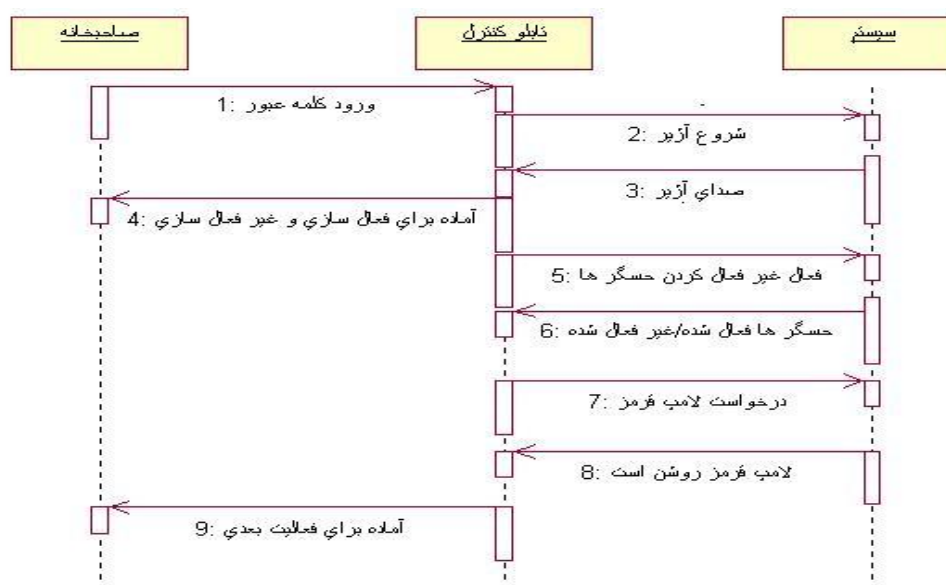 صاحبخانه
تابلو کنترل
سیستم
1: ورود کلمه عبور
2: شروع آژیر
3: صدای آژیر
4: آماده برای فعال سازی و غیر فعال سازی
5: فعال غیر فعال کردن حسگر ها
6: حسگر ها فعال شده/غیر فعال شده
7: درخواست لامپ قرمز
8: لامپ قرمز روشن است
9: آماده برای فعالیت بعدی